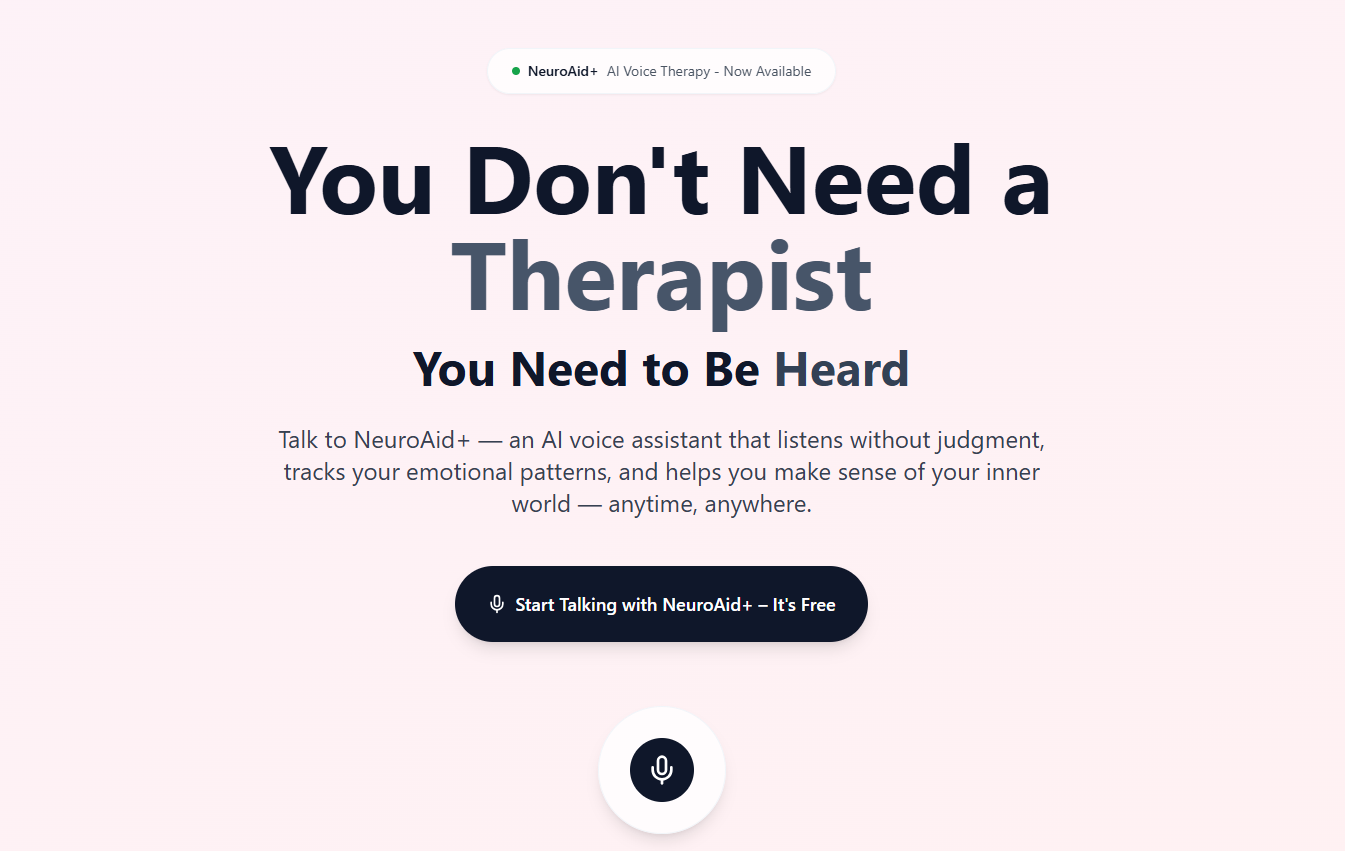 NeuroAid+ AI Voice Therapy - Now Available
You Don't Need a
Therapist
You Need to Be Heard
Talk to NeuroAid+ — an AI voice assistant that listens without judgment,
tracks your emotional patterns, and helps you make sense of your inner
world — anytime, anywhere.
Start Talking with NeuroAid+ – It's Free